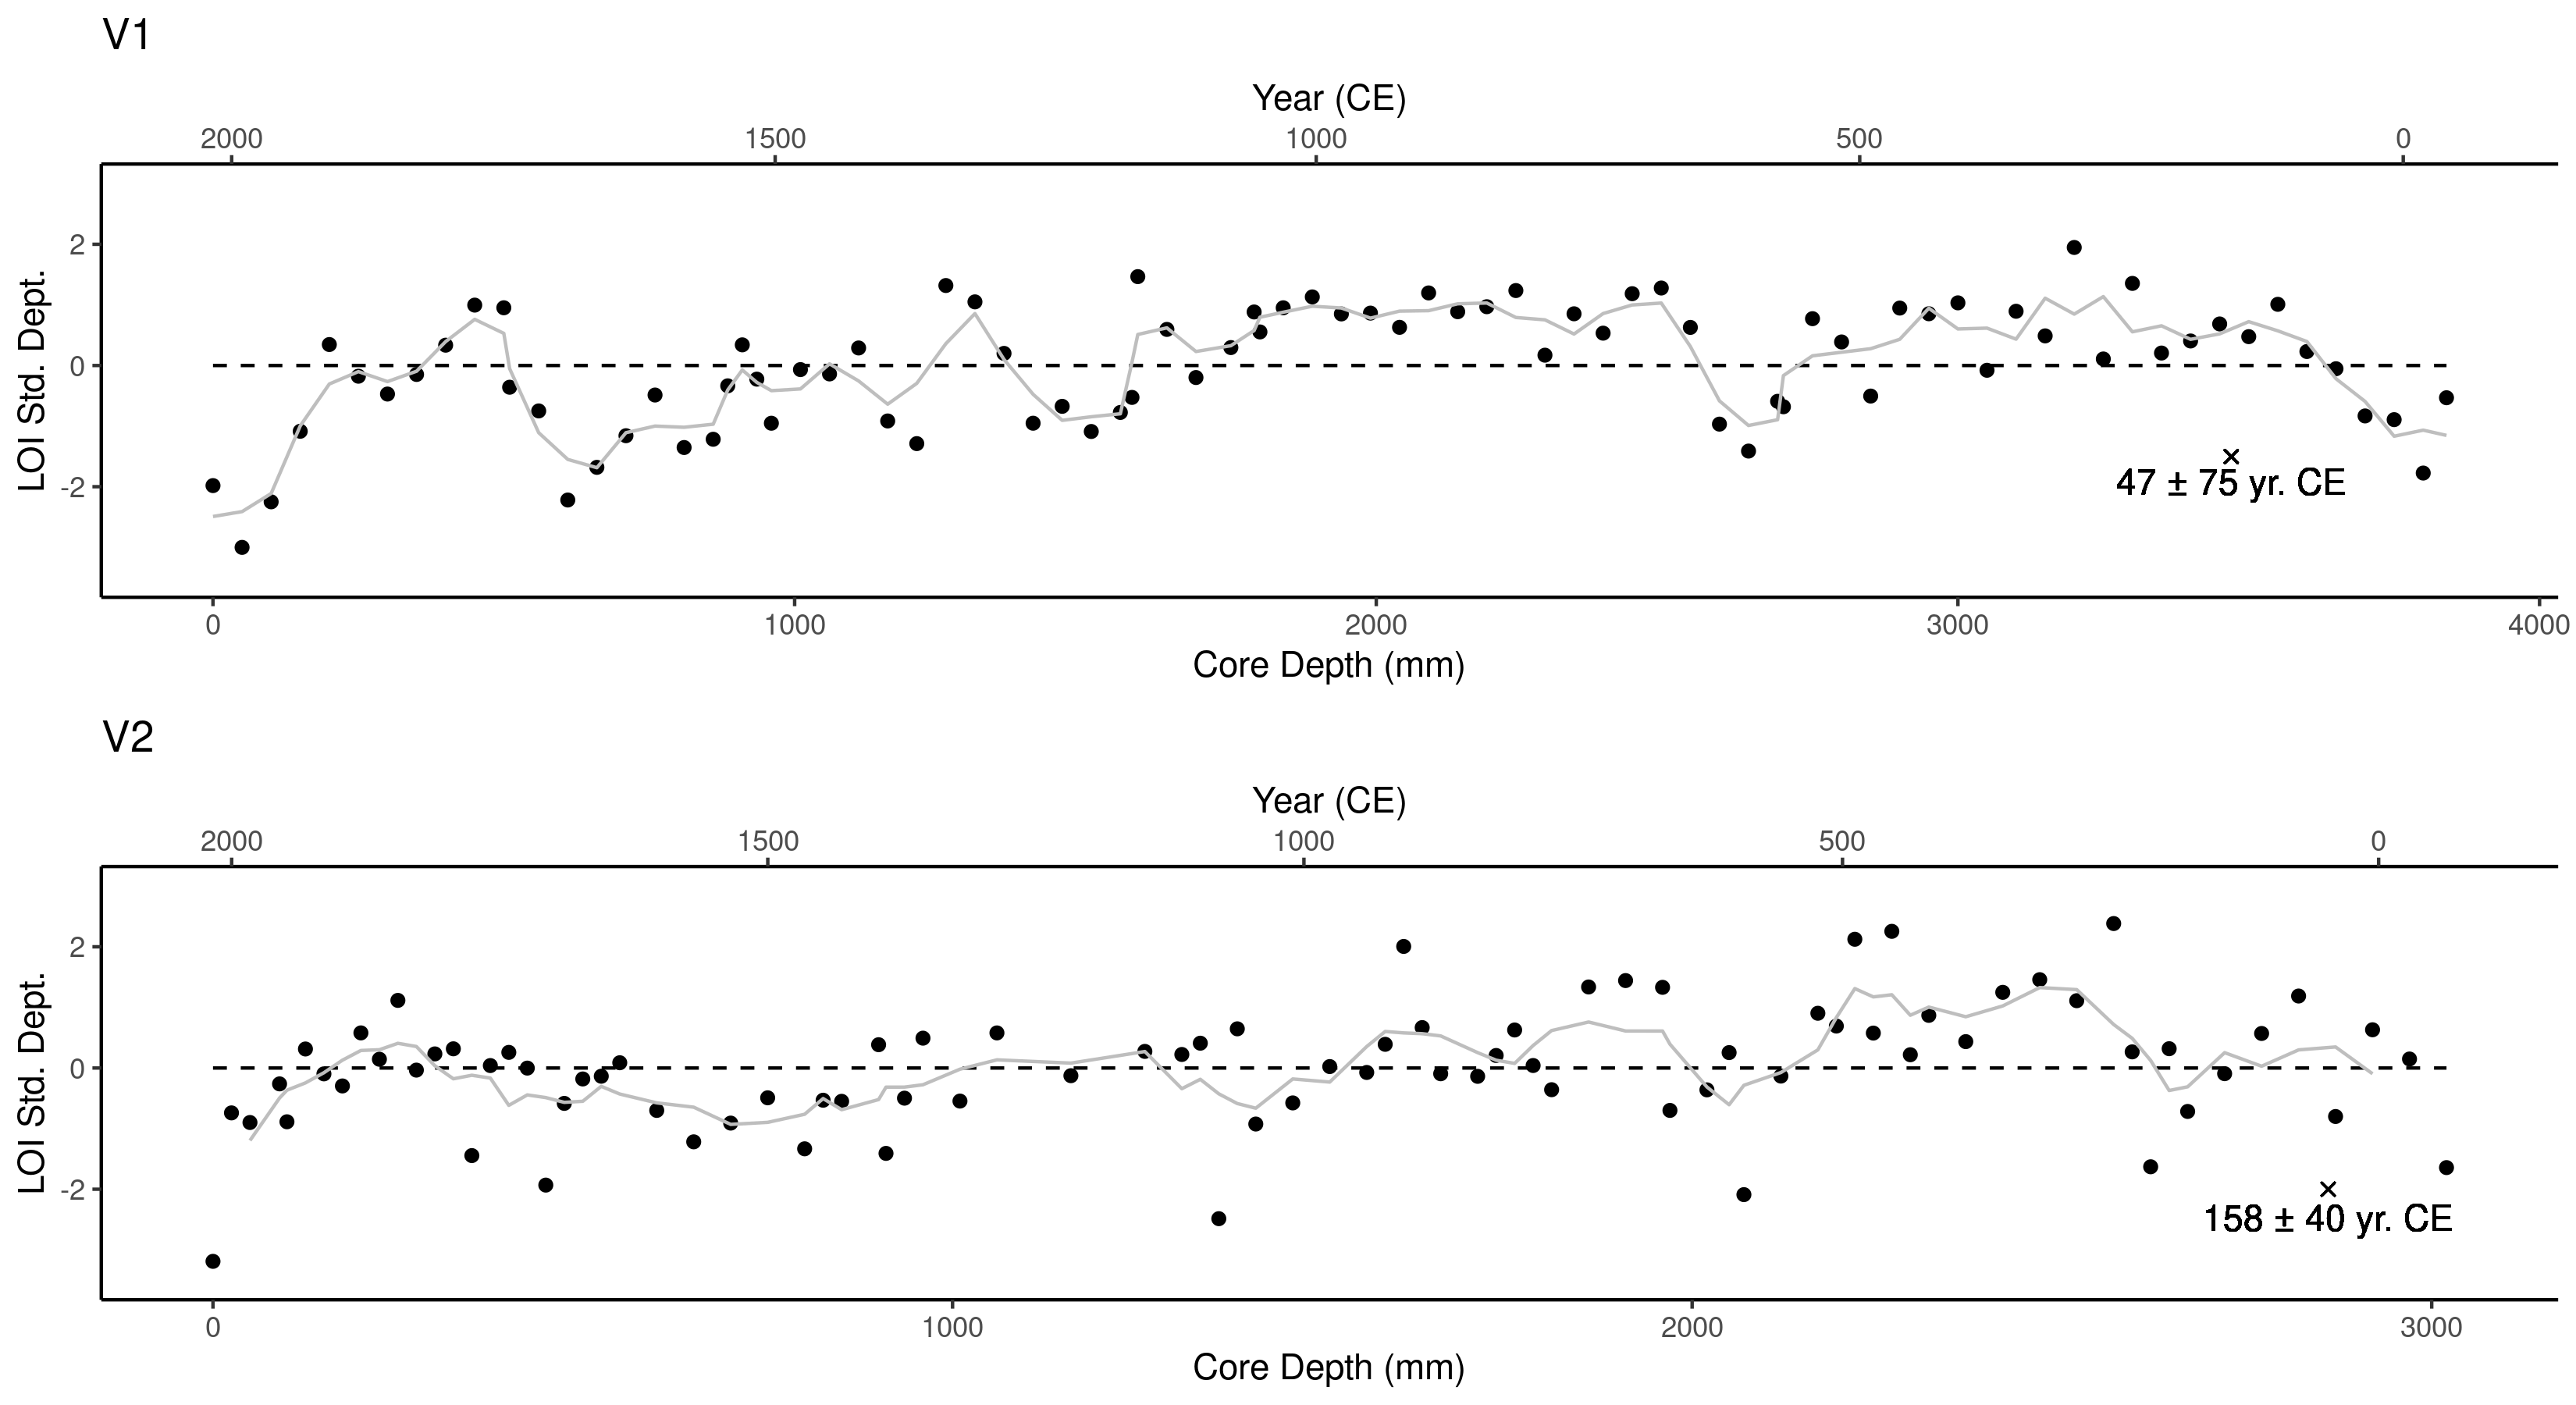 V1
Year (CE)
2000 1500 1000 500 0
2
0
-2
LOI Std. Dept.
×
47 ± 75 yr. CE
0 1000 2000 3000 4000
Core Depth (mm)
V2
Year (CE)
2000 1500 1000 500 0
2
0
-2
LOI Std. Dept.
×
158 ± 40 yr. CE
0 1000 2000 3000
Core Depth (mm)